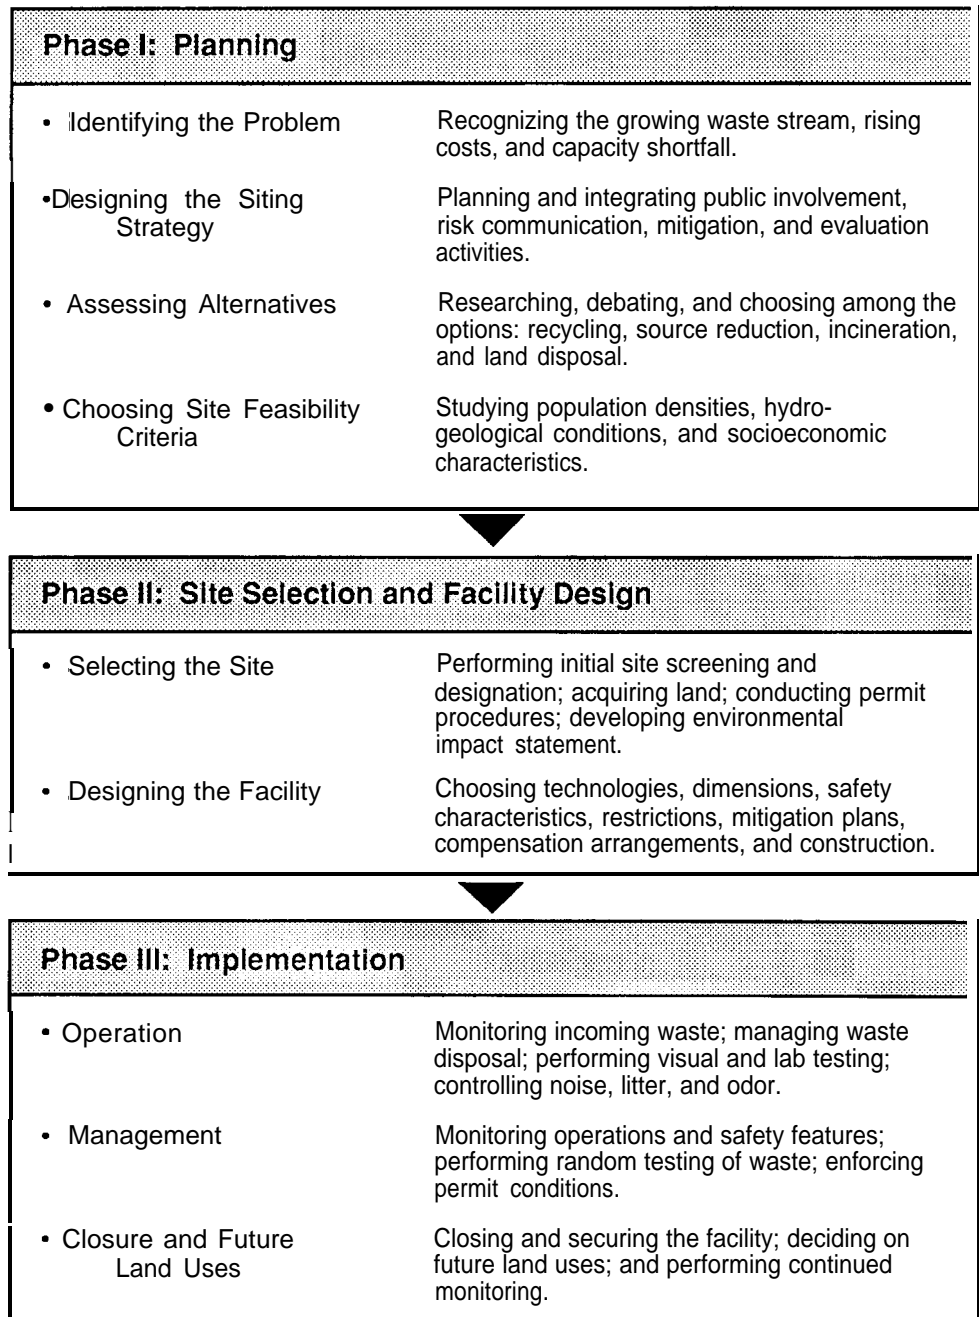 Phase I: Planning
• Identifying the Problem
Recognizing the growing waste stream, rising
costs, and capacity shortfall.
•Designing the Siting
Strategy
Planning and integrating public involvement,
risk communication, mitigation, and evaluation
activities.
• Assessing Alternatives
Researching, debating, and choosing among the
options: recycling, source reduction, incineration,
and land disposal.
• Choosing Site Feasibility
Criteria
Studying population densities, hydro-
geological conditions, and socioeconomic
characteristics.
Phase II: Site Selection and Facility Design
• Selecting the Site
Performing initial site screening and
designation; acquiring land; conducting permit
procedures; developing environmental
impact statement.
• Designing the Facility
Choosing technologies, dimensions, safety
characteristics, restrictions, mitigation plans,
compensation arrangements, and construction.
Phase III: Implementation
• Operation
Monitoring incoming waste; managing waste
disposal; performing visual and lab testing;
controlling noise, litter, and odor.
• Management
Monitoring operations and safety features;
performing random testing of waste; enforcing
permit conditions.
• Closure and Future
Land Uses
Closing and securing the facility; deciding on
future land uses; and performing continued
monitoring.